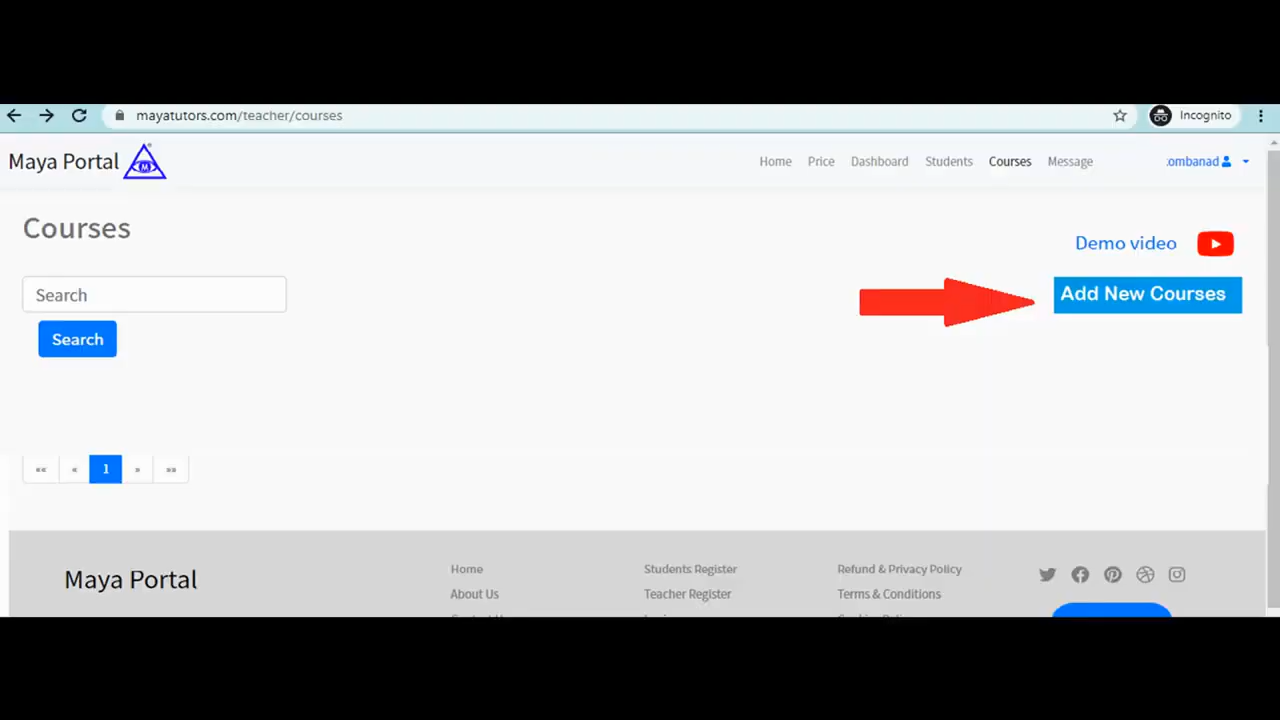 mayatutors.com/teacher/courses
Incognito
Maya Portal
M
Home Price Dashboard Students Courses Message
ombanad
Courses
Demo video
Search
Add New Courses
Search
«« « 1 » »»
Maya Portal
Home
About Us
Students Register
Teacher Register
Refund & Privacy Policy
Terms & Conditions